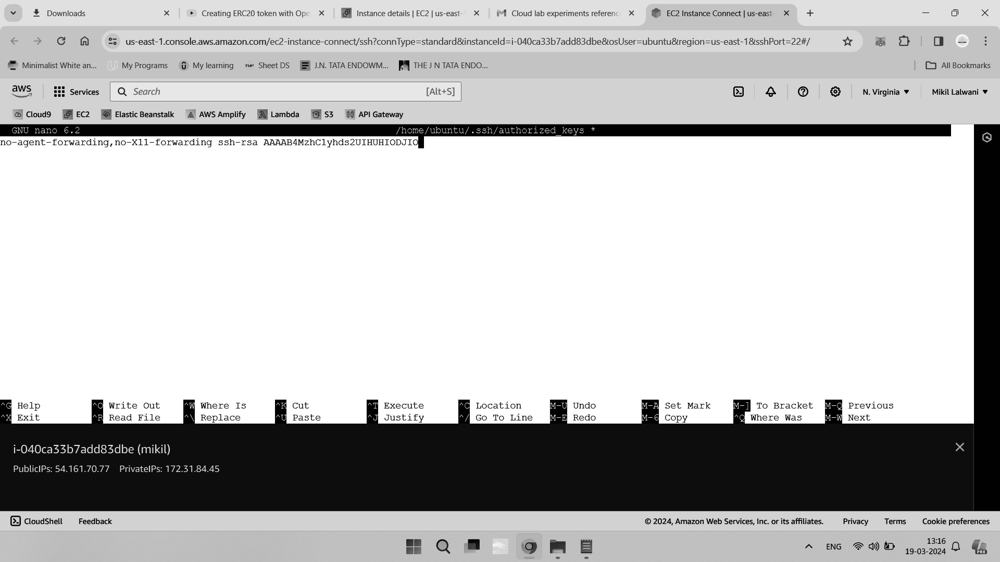 Downloads
Creating ERC20 token with Ope
Instance details | EC2 | us-east-1
Cloud lab experiments reference
EC2 Instance Connect | us-east-
us-east-1.console.aws.amazon.com/ec2-instance-connect/ssh?connType=standard&instanceId=i-040ca33b7add83dbe&osUser=ubuntu&region=us-east-1&sshPort=22#/
Minimalist White an...
My Programs
My learning
TUF Sheet DS
J.N. TATA ENDOWM...
THE J N TATA ENDO...
All Bookmarks
aws
Services
Search
[Alt+S]
N. Virginia
Mikil Lalwani
Cloud9
EC2
Elastic Beanstalk
AWS Amplify
Lambda
S3
API Gateway
GNU nano 6.2 /home/ubuntu/.ssh/authorized_keys *
no-agent-forwarding,no-X11-forwarding ssh-rsa AAAAB4MzhC1yhds2UIHUHIODJIO
^G Help ^O Write Out ^W Where Is ^K Cut ^T Execute ^C Location M-U Undo M-A Set Mark M-] To Bracket M-Q Previous
^X Exit ^R Read File ^\ Replace ^U Paste ^J Justify ^/ Go To Line M-E Redo M-6 Copy ^Q Where Was M-W Next
i-040ca33b7add83dbe (mikil)
PublicIPs: 54.161.70.77 PrivateIPs: 172.31.84.45
CloudShell
Feedback
© 2024, Amazon Web Services, Inc. or its affiliates.
Privacy
Terms
Cookie preferences
ENG
13:16
19-03-2024
PRE